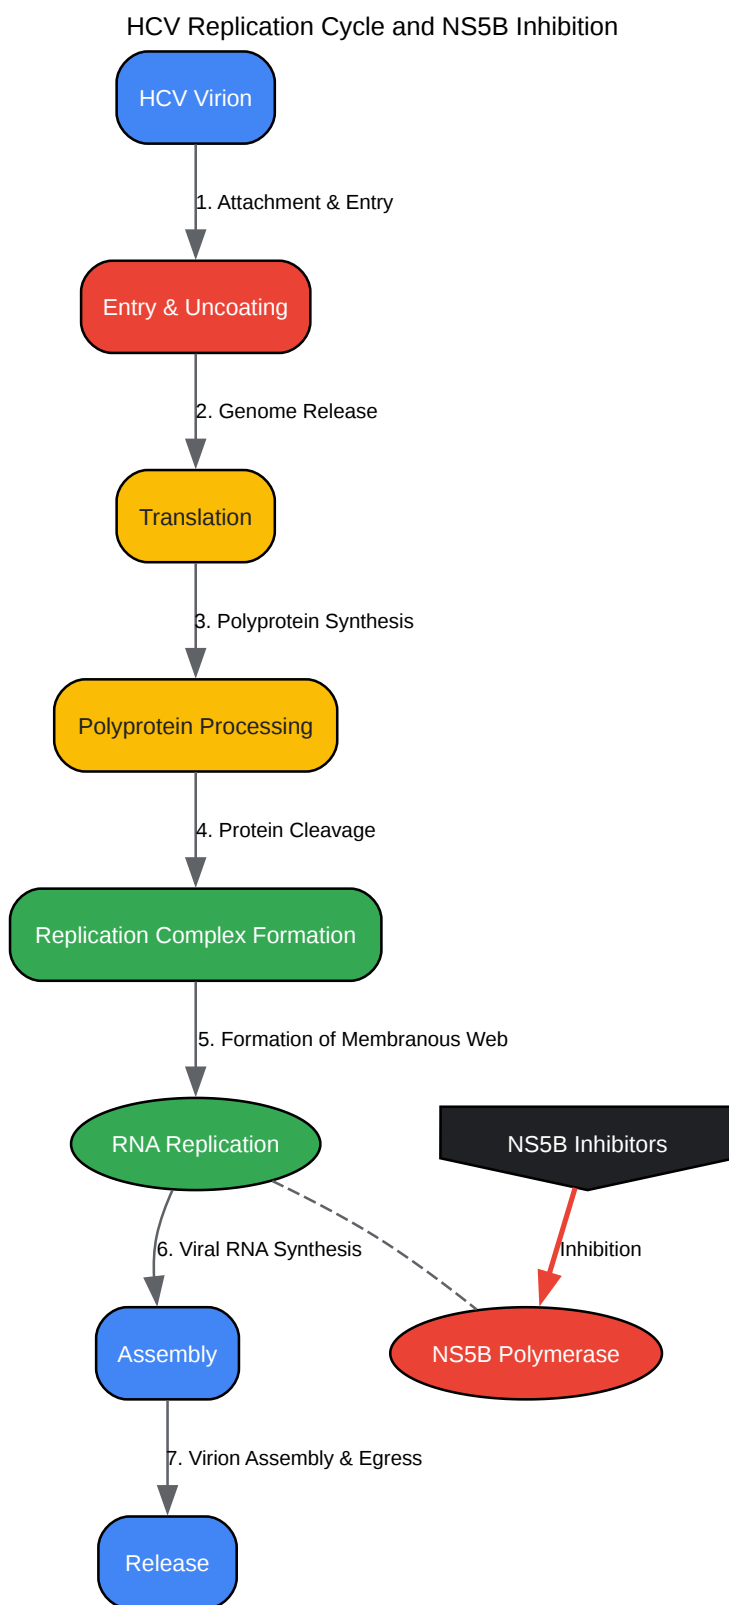 HCV Replication Cycle and NS5B Inhibition
HCV Virion
1. Attachment & Entry
Entry & Uncoating
2. Genome Release
Translation
3. Polyprotein Synthesis
Polyprotein Processing
4. Protein Cleavage
Replication Complex Formation
5. Formation of Membranous Web
RNA Replication
NS5B Inhibitors
6. Viral RNA Synthesis
Inhibition
Assembly
NS5B Polymerase
7. Virion Assembly & Egress
Release